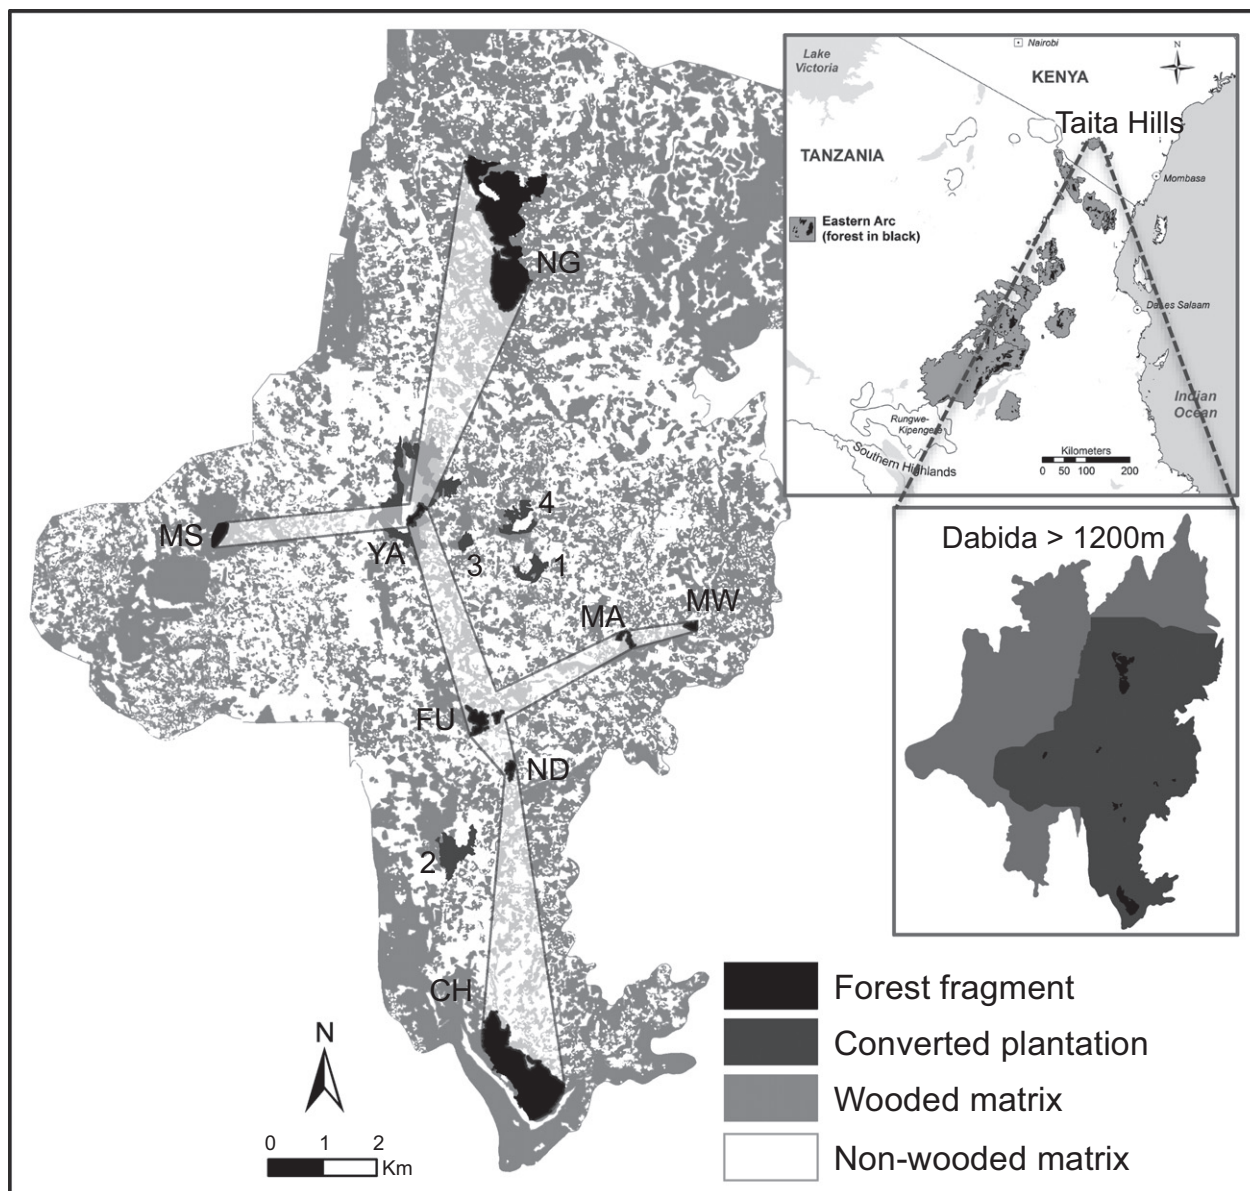 Lake
Victoria
Nairobi
KENYA
N
Taita Hills
TANZANIA
Mombasa
Eastern Arc
(forest in black)
Dar es Salaam
Indian
Ocean
Rungwe-
Kipengere
Southern Highlands
Kilometers
0 50 100 200
NG
4
MS
YA
3
1
MA
MW
FU
ND
2
CH
Dabida > 1200m
N
0 1 2
Km
Forest fragment
Converted plantation
Wooded matrix
Non-wooded matrix